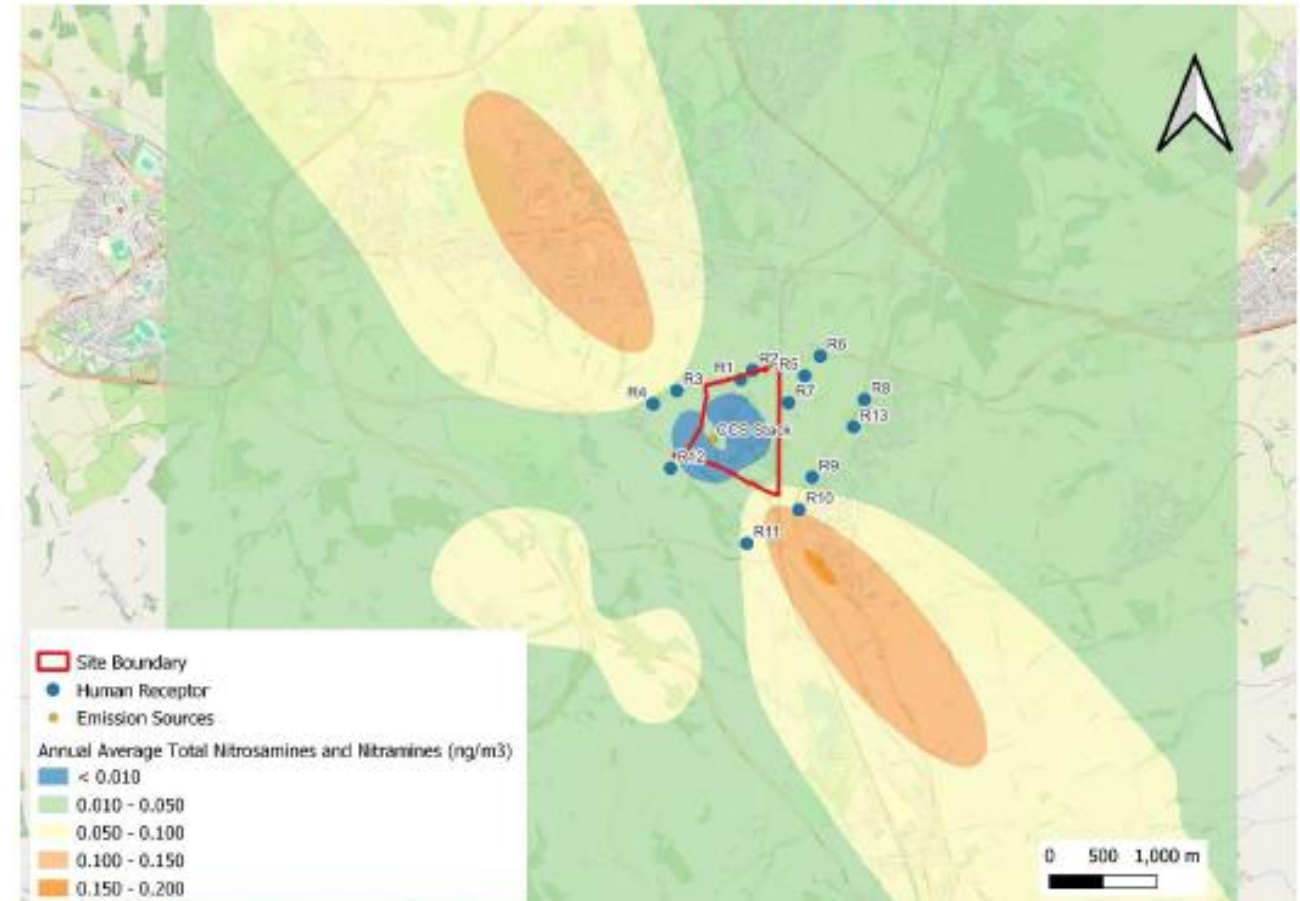 R6
R2
R5
R1
R3
R7
R4
R8
R13
CCS Stack
R12
R9
R10
R11
Site Boundary
Human Receptor
Emission Sources
Annual Average Total Nitrosamines and Nitramines (ng/m3)
< 0.010
0.010 - 0.050
0.050 - 0.100
0.100 - 0.150
0.150 - 0.200
0 500 1,000 m